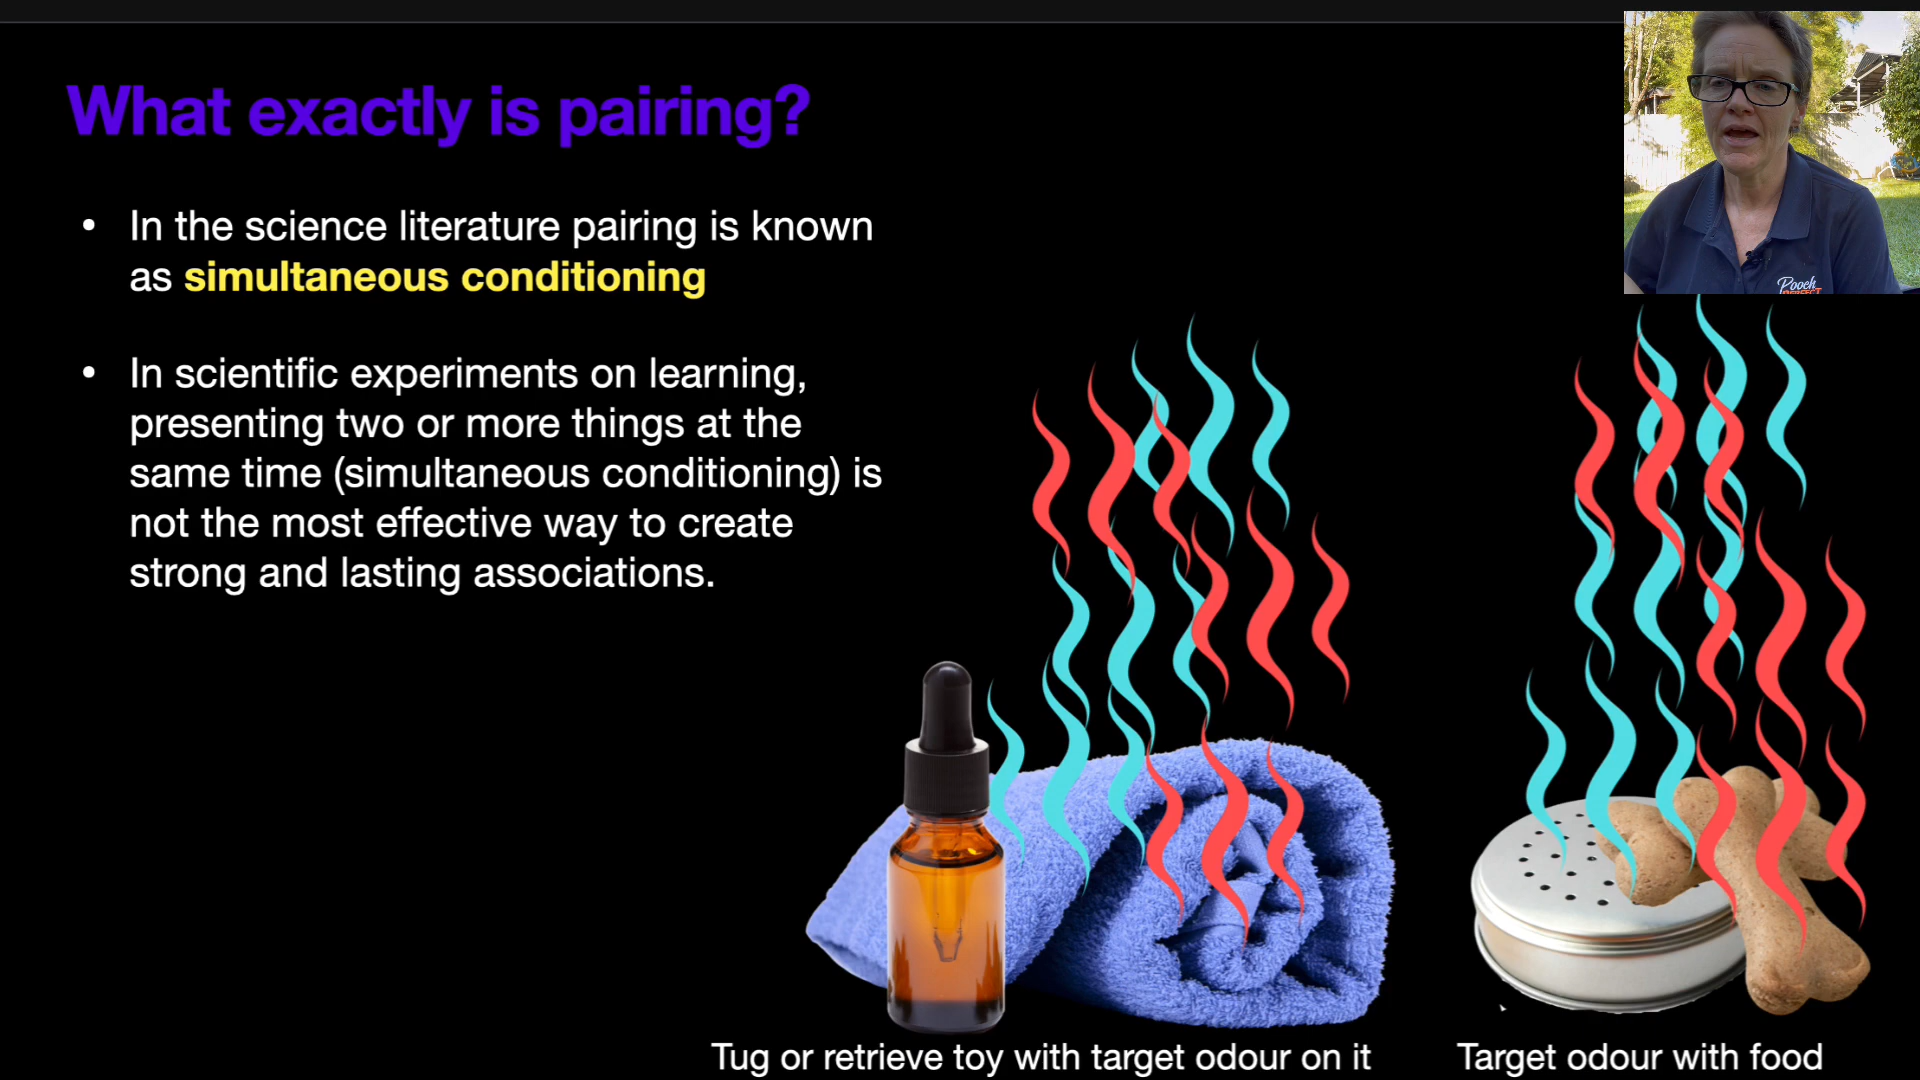 What exactly is pairing?
• In the science literature pairing is known
as simultaneous conditioning
• In scientific experiments on learning,
presenting two or more things at the
same time (simultaneous conditioning) is
not the most effective way to create
strong and lasting associations.
Pooch
PERFECT
Tug or retrieve toy with target odour on it
Target odour with food